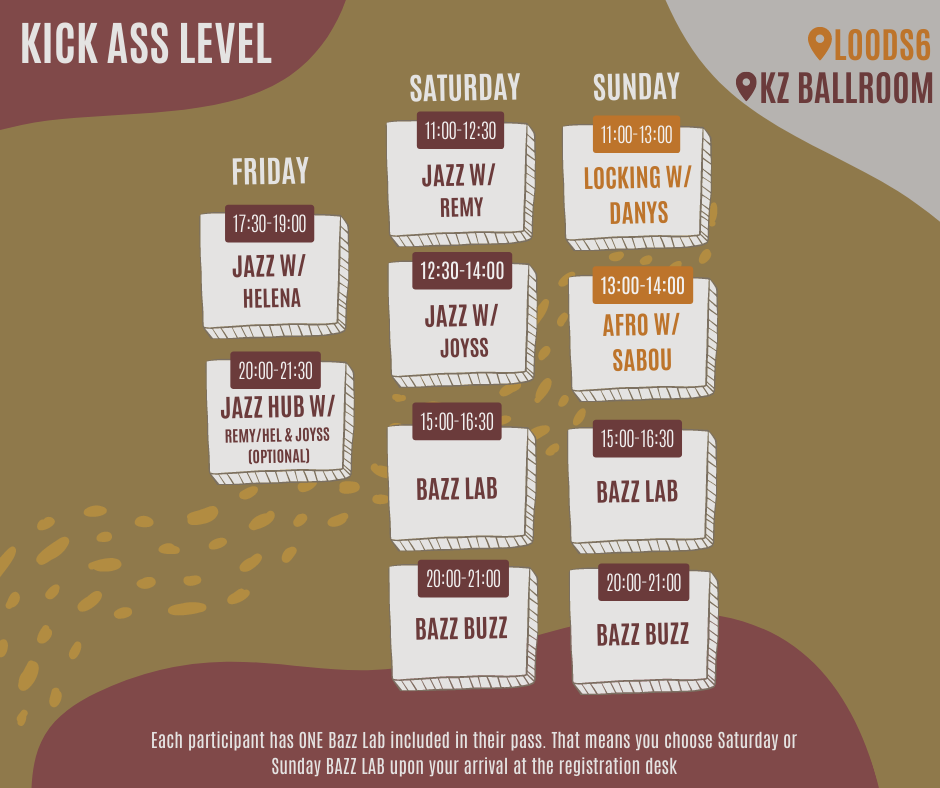 KICK ASS LEVEL
LOODS6
KZ BALLROOM
FRIDAY
17:30-19:00
JAZZ W/
HELENA
20:00-21:30
JAZZ HUB W/
REMY/HEL & JOYSS
(OPTIONAL)
SATURDAY
11:00-12:30
JAZZ W/
REMY
12:30-14:00
JAZZ W/
JOYSS
15:00-16:30
BAZZ LAB
20:00-21:00
BAZZ BUZZ
SUNDAY
11:00-13:00
LOCKING W/
DANYS
13:00-14:00
AFRO W/
SABOU
15:00-16:30
BAZZ LAB
20:00-21:00
BAZZ BUZZ
Each participant has ONE Bazz Lab included in their pass. That means you choose Saturday or
Sunday BAZZ LAB upon your arrival at the registration desk